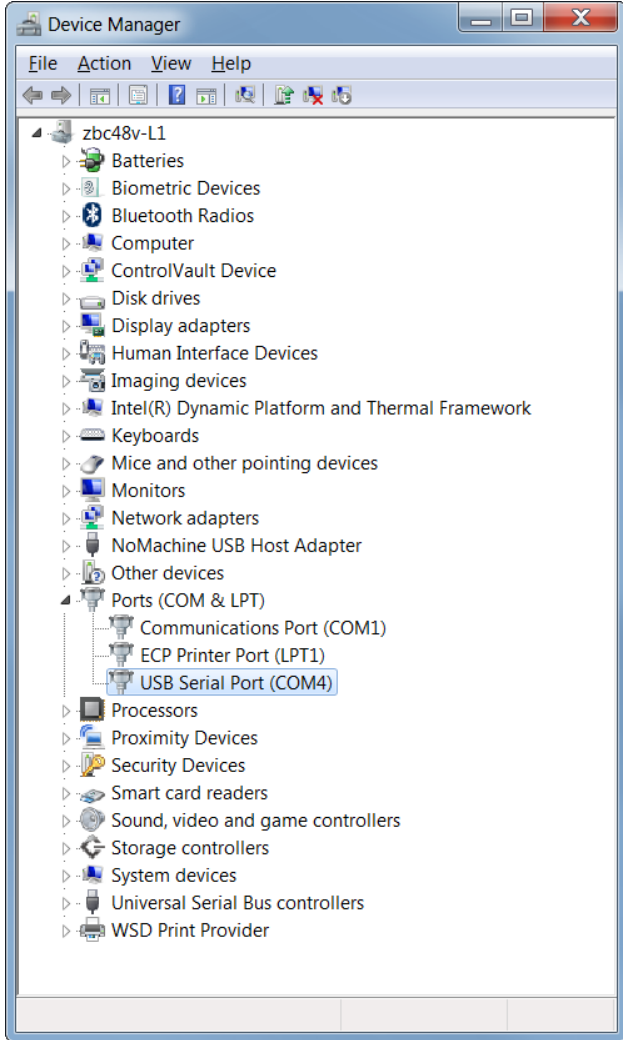 Device Manager
File Action View Help
zbc48v-L1
Batteries
Biometric Devices
Bluetooth Radios
Computer
ControlVault Device
Disk drives
Display adapters
Human Interface Devices
Imaging devices
Intel(R) Dynamic Platform and Thermal Framework
Keyboards
Mice and other pointing devices
Monitors
Network adapters
NoMachine USB Host Adapter
Other devices
Ports (COM & LPT)
Communications Port (COM1)
ECP Printer Port (LPT1)
USB Serial Port (COM4)
Processors
Proximity Devices
Security Devices
Smart card readers
Sound, video and game controllers
Storage controllers
System devices
Universal Serial Bus controllers
WSD Print Provider